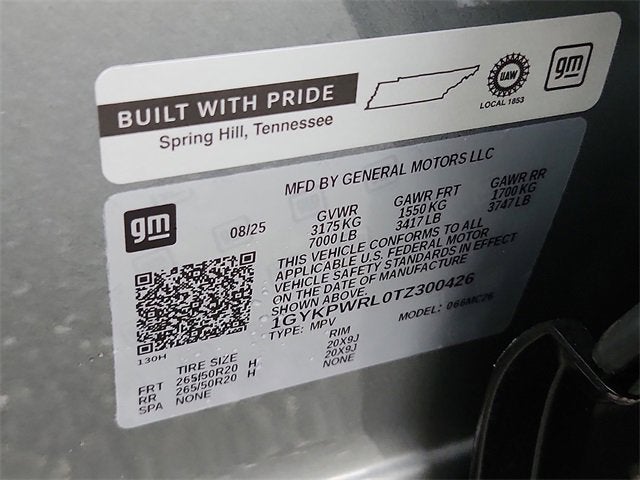 BUILT WITH PRIDE
Spring Hill, Tennessee
UAW
LOCAL 1853
gm
MFD BY GENERAL MOTORS LLC
gm
08/25
GVWR GAWR FRT GAWR RR
3175 KG 1550 KG 1700 KG
7000 LB 3417 LB 3747 LB
THIS VEHICLE CONFORMS TO ALL
APPLICABLE U.S. FEDERAL MOTOR
VEHICLE SAFETY STANDARDS IN EFFECT
ON THE DATE OF MANUFACTURE
SHOWN ABOVE.
1GYKPWRL0TZ300426
TYPE: MPV MODEL: 066MC26
130H
TIRE SIZE RIM
FRT 265/50R20 H 20X9J
RR 265/50R20 H 20X9J
SPA NONE NONE